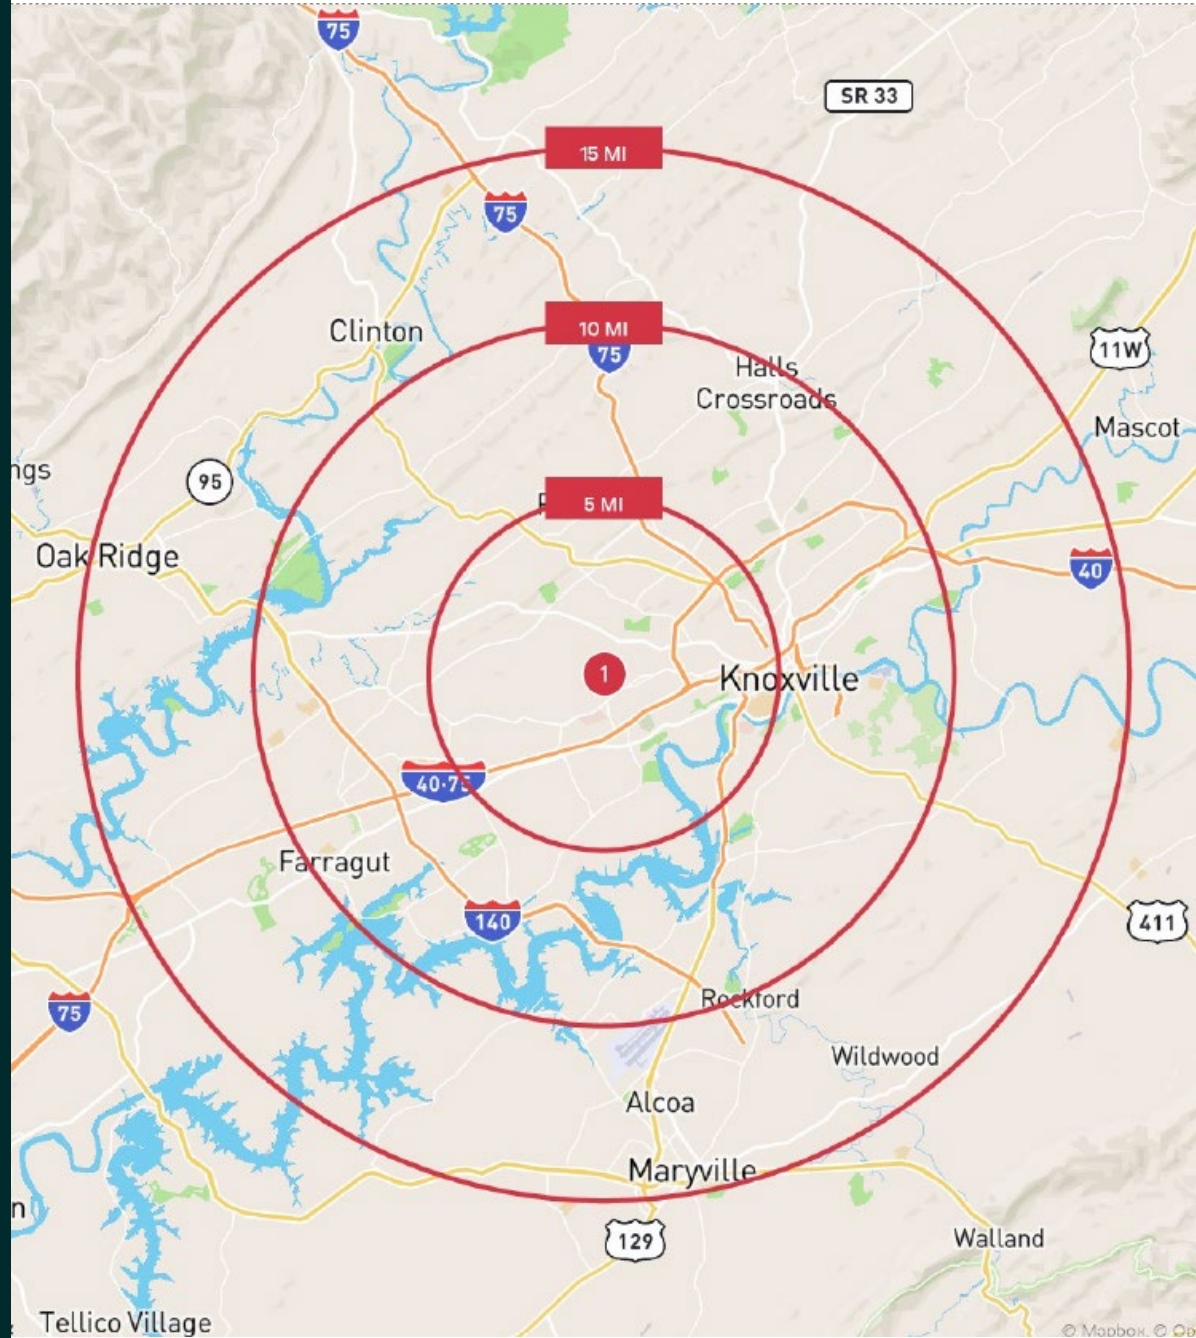 75
SR 33
15 MI
75
Clinton
10 MI
75
11W
Halls
Crossroads
Mascot
ngs
95
5 MI
Oak Ridge
40
1
Knoxville
40·75
Farragut
140
411
75
Rockford
Wildwood
Alcoa
Maryville
n
129
Walland
Tellico Village
© Mapbox, © Op